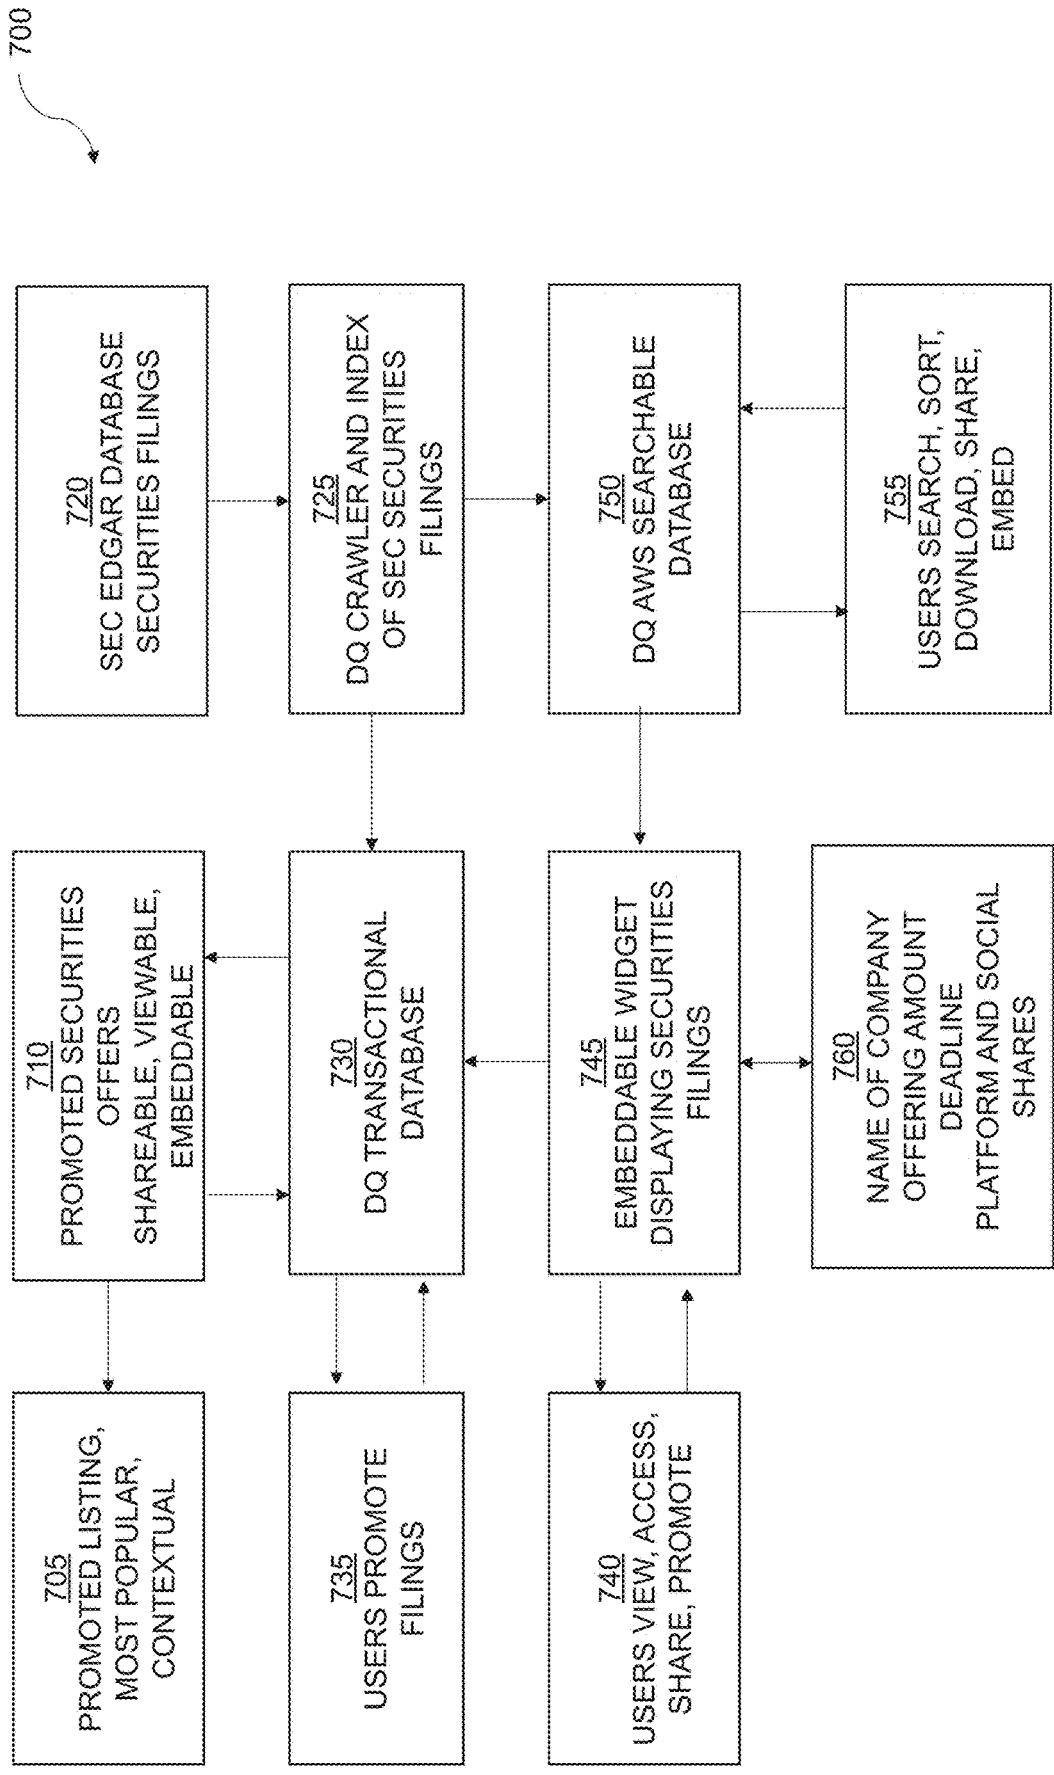 700
705
PROMOTED LISTING,
MOST POPULAR,
CONTEXTUAL
710
PROMOTED SECURITIES
OFFERS
SHAREABLE, VIEWABLE,
EMBEDDABLE
720
SEC EDGAR DATABASE
SECURITIES FILINGS
735
USERS PROMOTE
FILINGS
730
DQ TRANSACTIONAL
DATABASE
725
DQ CRAWLER AND INDEX
OF SEC SECURITIES
FILINGS
740
USERS VIEW, ACCESS,
SHARE, PROMOTE
745
EMBEDDABLE WIDGET
DISPLAYING SECURITIES
FILINGS
750
DQ AWS SEARCHABLE
DATABASE
760
NAME OF COMPANY
OFFERING AMOUNT
DEADLINE
PLATFORM AND SOCIAL
SHARES
755
USERS SEARCH, SORT,
DOWNLOAD, SHARE,
EMBED